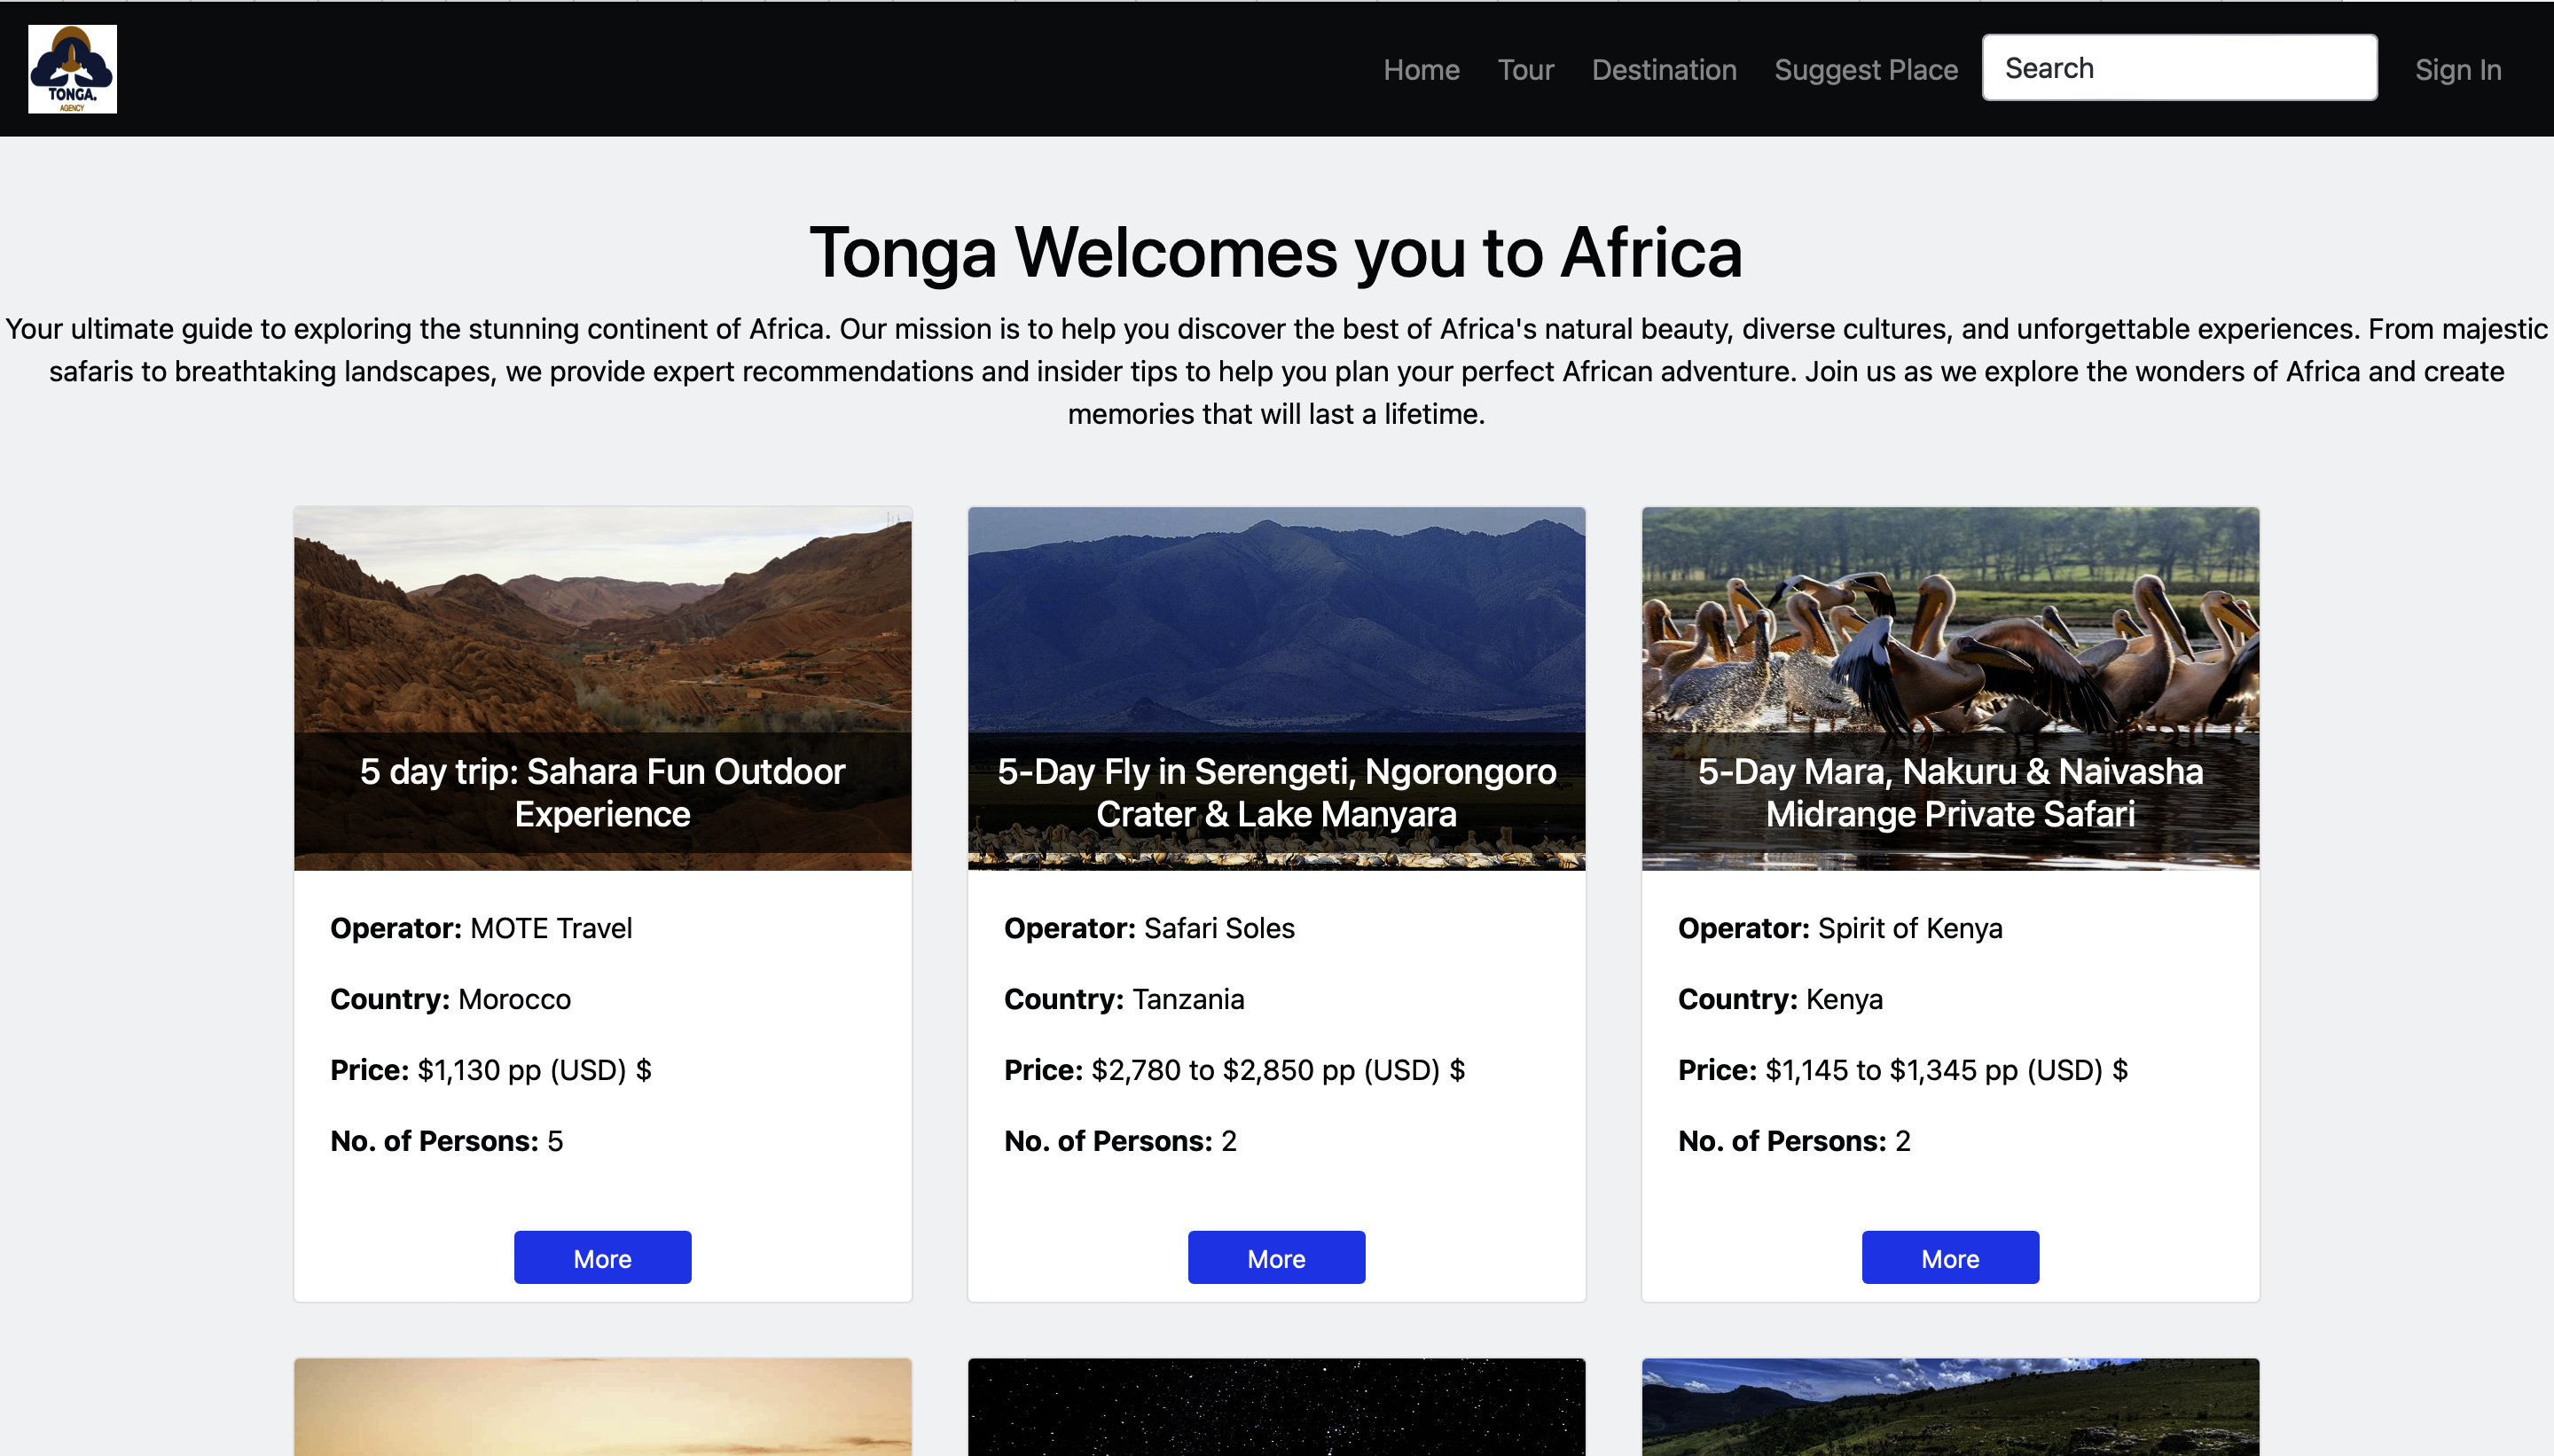 TONGA.
AGENCY
Home Tour Destination Suggest Place Search Sign In
Tonga Welcomes you to Africa
Your ultimate guide to exploring the stunning continent of Africa. Our mission is to help you discover the best of Africa's natural beauty, diverse cultures, and unforgettable experiences. From majestic
safaris to breathtaking landscapes, we provide expert recommendations and insider tips to help you plan your perfect African adventure. Join us as we explore the wonders of Africa and create
memories that will last a lifetime.
5 day trip: Sahara Fun Outdoor
Experience
Operator: MOTE Travel
Country: Morocco
Price: $1,130 pp (USD) $
No. of Persons: 5
More
5-Day Fly in Serengeti, Ngorongoro
Crater & Lake Manyara
Operator: Safari Soles
Country: Tanzania
Price: $2,780 to $2,850 pp (USD) $
No. of Persons: 2
More
5-Day Mara, Nakuru & Naivasha
Midrange Private Safari
Operator: Spirit of Kenya
Country: Kenya
Price: $1,145 to $1,345 pp (USD) $
No. of Persons: 2
More